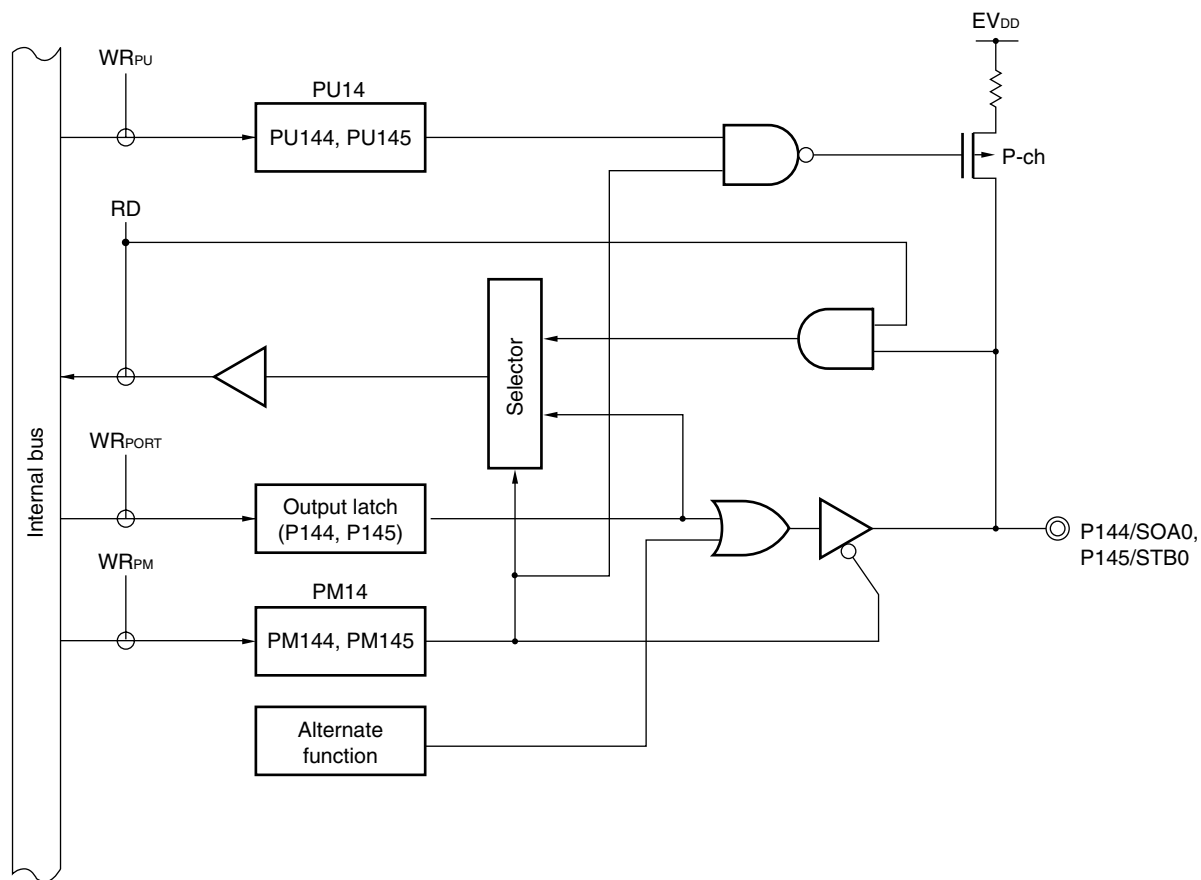 EVDD
WRPU
PU14
PU144, PU145
P-ch
RD
Selector
Internal bus
WRPORT
Output latch
(P144, P145)
P144/SOA0,
P145/STB0
WRPM
PM14
PM144, PM145
Alternate
function